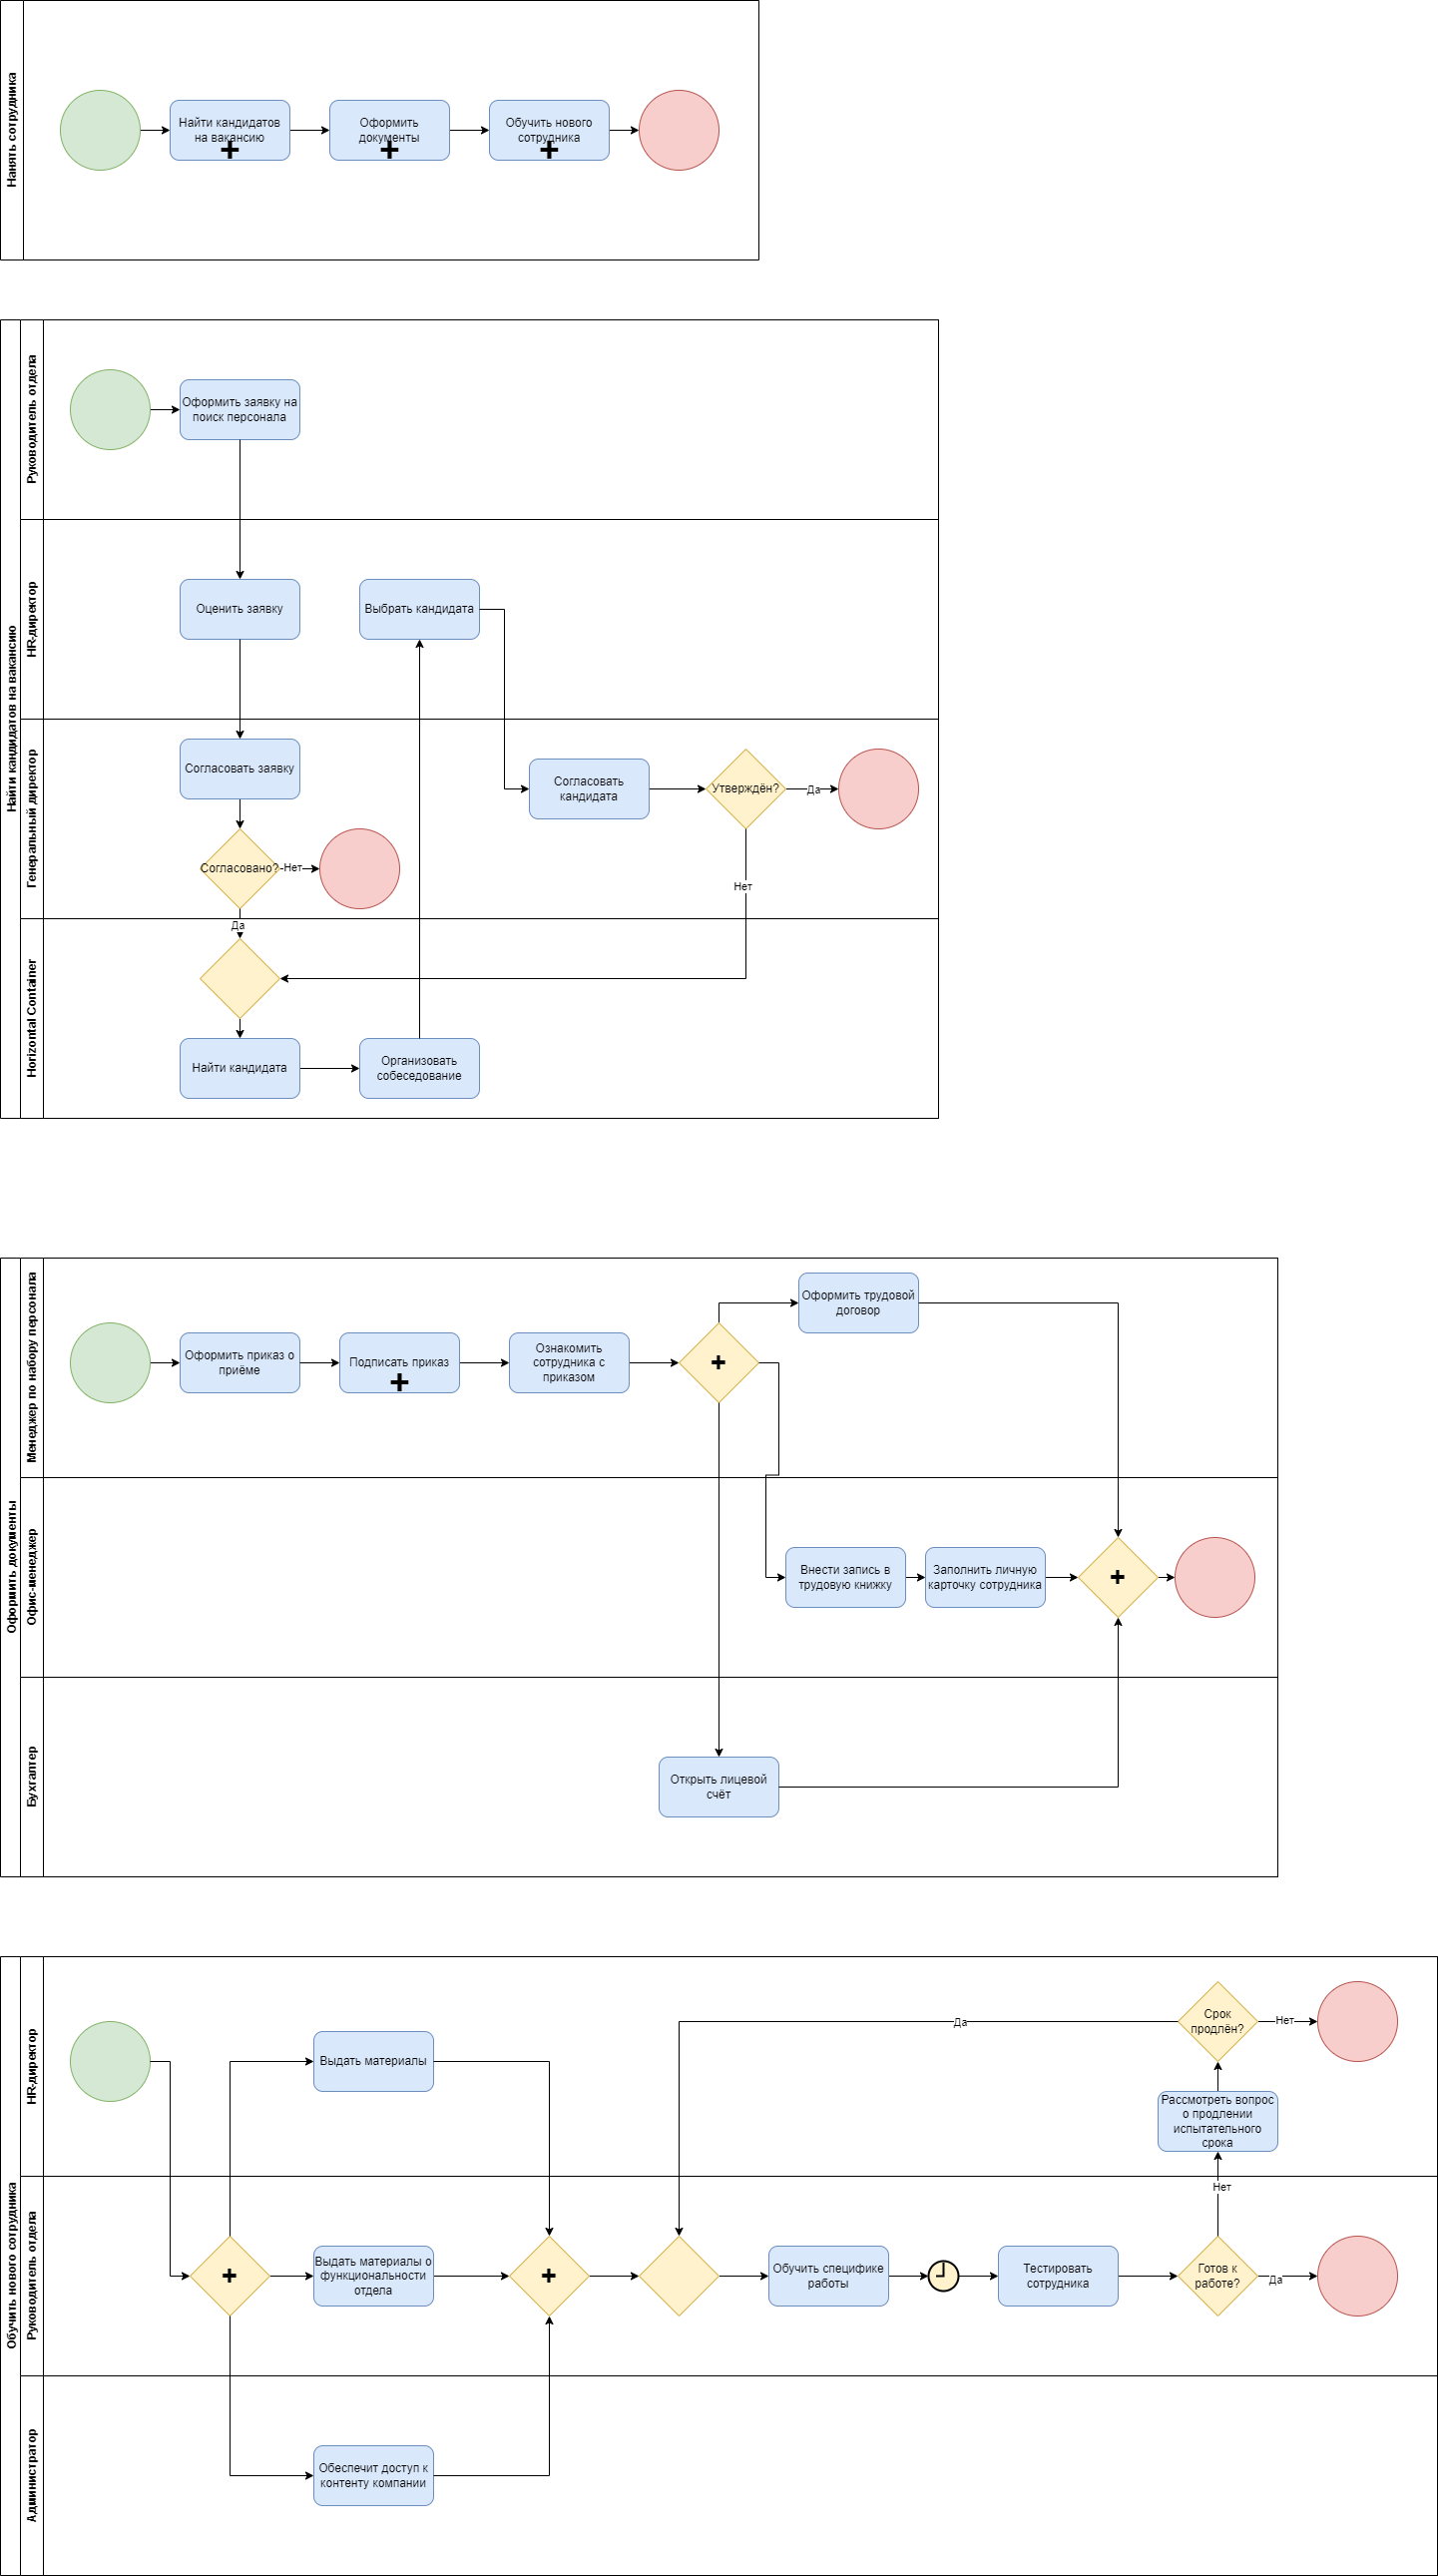 Нанять сотрудника
Найти кандидатов
на вакансию
Оформить
документы
Обучить нового
сотрудника
Найти кандидатов на вакансию
Руководитель отдела
Оформить заявку на
поиск персонала
HR-директор
Оценить заявку
Выбрать кандидата
Генеральный директор
Согласовать заявку
Согласовать
кандидата
Утверждён?
Да
Согласовано?
Нет
Нет
Да
Horizontal Container
Найти кандидата
Организовать
собеседование
Оформить документы
Менеджер по набору персонала
Оформить трудовой
договор
Оформить приказ о
приёме
Подписать приказ
Ознакомить
сотрудника с
приказом
Офис-менеджер
Внести запись в
трудовую книжку
Заполнить личную
карточку сотрудника
Бухгалтер
Открыть лицевой
счёт
Обучить нового сотрудника
HR-директор
Срок
продлён?
Нет
Да
Выдать материалы
Рассмотреть вопрос
о продлении
испытательного
срока
Руководитель отдела
Нет
Выдать материалы о
функциональности
отдела
Обучить специфике
работы
Тестировать
сотрудника
Готов к
работе?
Да
Администратор
Обеспечит доступ к
контенту компании